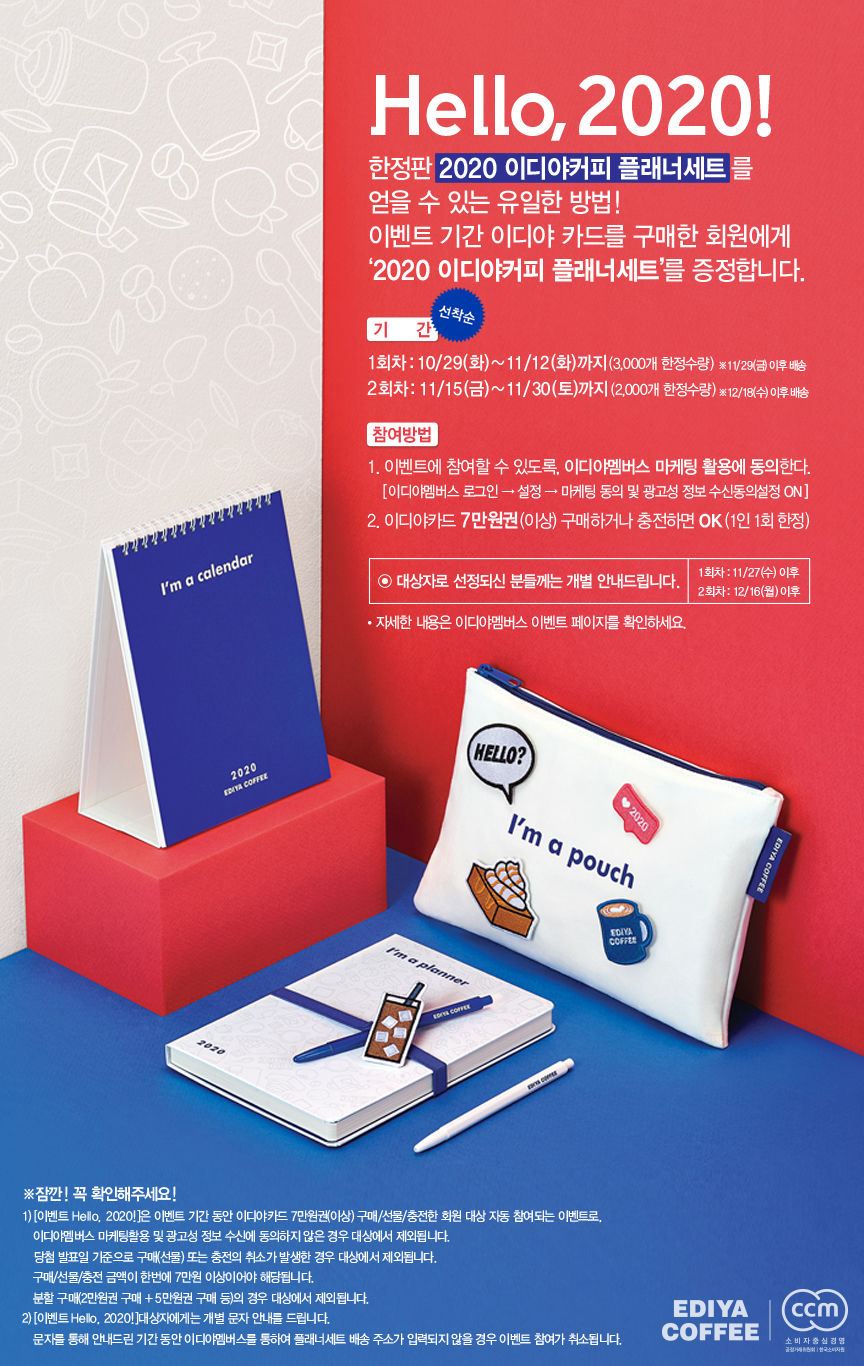 Hello, 2020!
한정판 2020 이디야커피 플래너세트를
얻을 수 있는 유일한 방법!
이벤트 기간 이디야 카드를 구매한 회원에게
‘2020 이디야커피 플래너세트’를 증정합니다.
기 간
선착순
1회차 : 10/29(화)~11/12(화)까지(3,000개 한정수량) ※11/29(금) 이후 배송
2회차 : 11/15(금)~11/30(토)까지(2,000개 한정수량) ※12/18(수) 이후 배송
참여방법
1. 이벤트에 참여할 수 있도록, 이디야멤버스 마케팅 활용에 동의한다.
[이디야멤버스 로그인 → 설정 → 마케팅 동의 및 광고성 정보 수신동의설정 ON]
2. 이디야카드 7만원권(이상) 구매하거나 충전하면 OK (1인 1회 한정)
◉ 대상자로 선정되신 분들께는 개별 안내드립니다.
1회차 : 11/27(수) 이후
2회차 : 12/16(월) 이후
• 자세한 내용은 이디야멤버스 이벤트 페이지를 확인하세요.
I'm a calendar
2020
EDIYA COFFEE
HELLO?
2020
I'm a pouch
EDIYA COFFEE
EDIYA
COFFEE
I'm a planner
EDIYA COFFEE
2020
EDIYA COFFEE
※잠깐! 꼭 확인해주세요!
1) [이벤트 Hello, 2020!]은 이벤트 기간 동안 이디야카드 7만원권(이상) 구매/선물/충전한 회원 대상 자동 참여되는 이벤트로,
이디야멤버스 마케팅활용 및 광고성 정보 수신에 동의하지 않은 경우 대상에서 제외됩니다.
당첨 발표일 기준으로 구매(선물) 또는 충전의 취소가 발생한 경우 대상에서 제외됩니다.
구매/선물/충전 금액이 한번에 7만원 이상이어야 해당됩니다.
분할 구매(2만원권 구매 + 5만원권 구매 등)의 경우 대상에서 제외됩니다.
2) [이벤트 Hello, 2020!]대상자에게는 개별 문자 안내를 드립니다.
문자를 통해 안내드린 기간 동안 이디야멤버스를 통하여 플래너세트 배송 주소가 입력되지 않을 경우 이벤트 참여가 취소됩니다.
EDIYA
COFFEE
ccm
소비자중심경영
공정거래위원회 | 한국소비자원